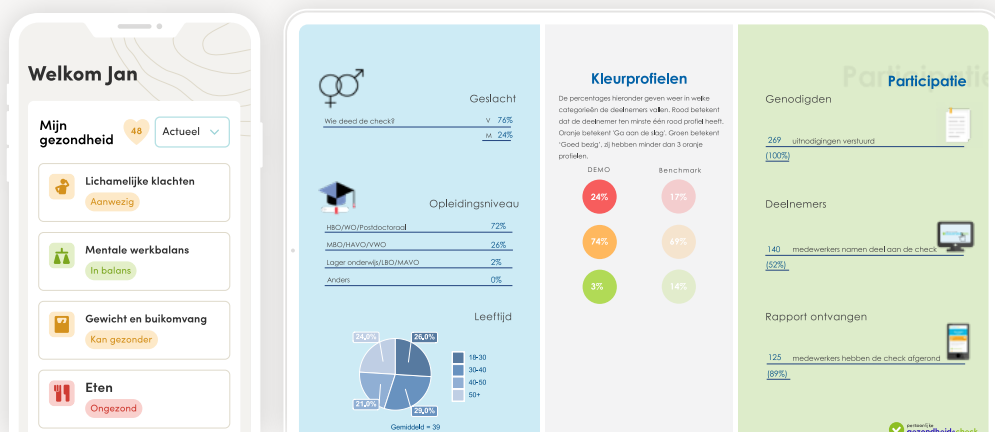 Welkom Jan
Mijn gezondheid
48
Actueel
Lichamelijke klachten
Aanwezig
Mentale werkbalans
In balans
Gewicht en buikomvang
Kan gezonder
Eten
Ongezond
Geslacht
Wie deed de check? V 76%
M 24%
Opleidingsniveau
HBO/WO/Postdoctoraal 72%
MBO/HAVO/VWO 26%
Lager onderwijs/LBO/MAVO 2%
Anders 0%
Leeftijd
24,0% 26,0%
21,0% 29,0%
18-30
30-40
40-50
50+
Gemiddeld = 39
Kleurprofielen
De percentages hieronder geven weer in welke
categorieën de deelnemers vallen. Rood betekent
dat de deelnemer ten minste één rood profiel heeft.
Oranje betekent 'Ga aan de slag'. Groen betekent
'Goed bezig', zij hebben minder dan 3 oranje
profielen.
DEMO Benchmark
24% 17%
74% 69%
3% 14%
Participatie
Participatie
Genodigden
269 uitnodigingen verstuurd
(100%)
Deelnemers
140 medewerkers namen deel aan de check
(52%)
Rapport ontvangen
125 medewerkers hebben de check afgerond
(89%)
persoonlijke
gezondheidscheck